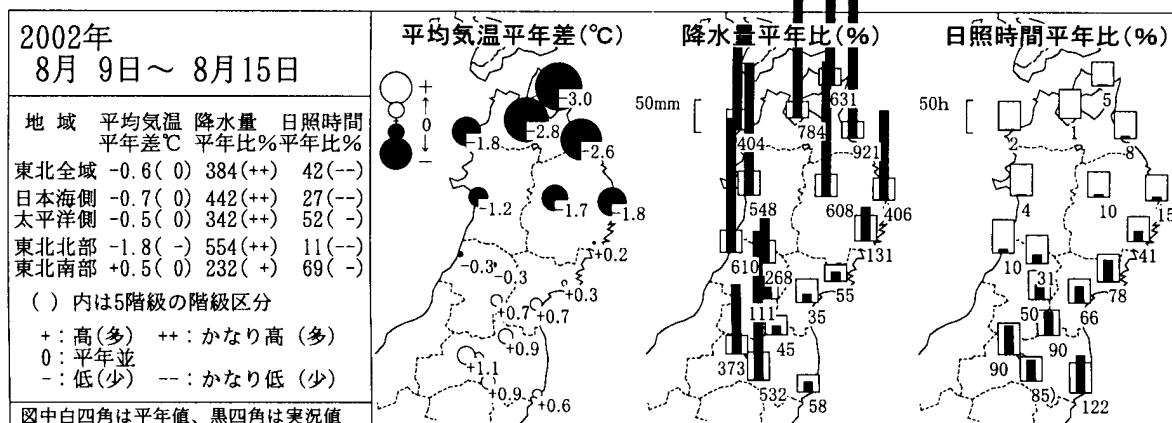 2002年
8月 9日～ 8月15日
地 域 平均気温 降水量 日照時間
平年差℃ 平年比% 平年比%
東北全域 -0.6( 0) 384(++) 42(--)
日本海側 -0.7( 0) 442(++) 27(--)
太平洋側 -0.5( 0) 342(++) 52( -)
東北北部 -1.8( -) 554(++) 11(--)
東北南部 +0.5( 0) 232( +) 69( -)
( ) 内は5階級の階級区分
+：高(多) ++：かなり高 (多)
0：平年並
-：低(少) --：かなり低 (少)
図中白四角は平年値、黒四角は実況値
平均気温平年差(℃)
+
↑
0
↓
-
-3.0
-2.8
-1.8
-2.6
-1.2
-1.7
-1.8
+0.2
-0.3
-0.3
+0.3
+0.7
+0.7
+0.9
+1.1
+0.9
+0.6
降水量平年比(%)
50mm
631
784
404
921
548
608
406
131
610
268
55
111
35
45
373
532
58
日照時間平年比(%)
50h
5
1
2
8
4
10
15
41
10
31
78
50
66
90
90
85
122